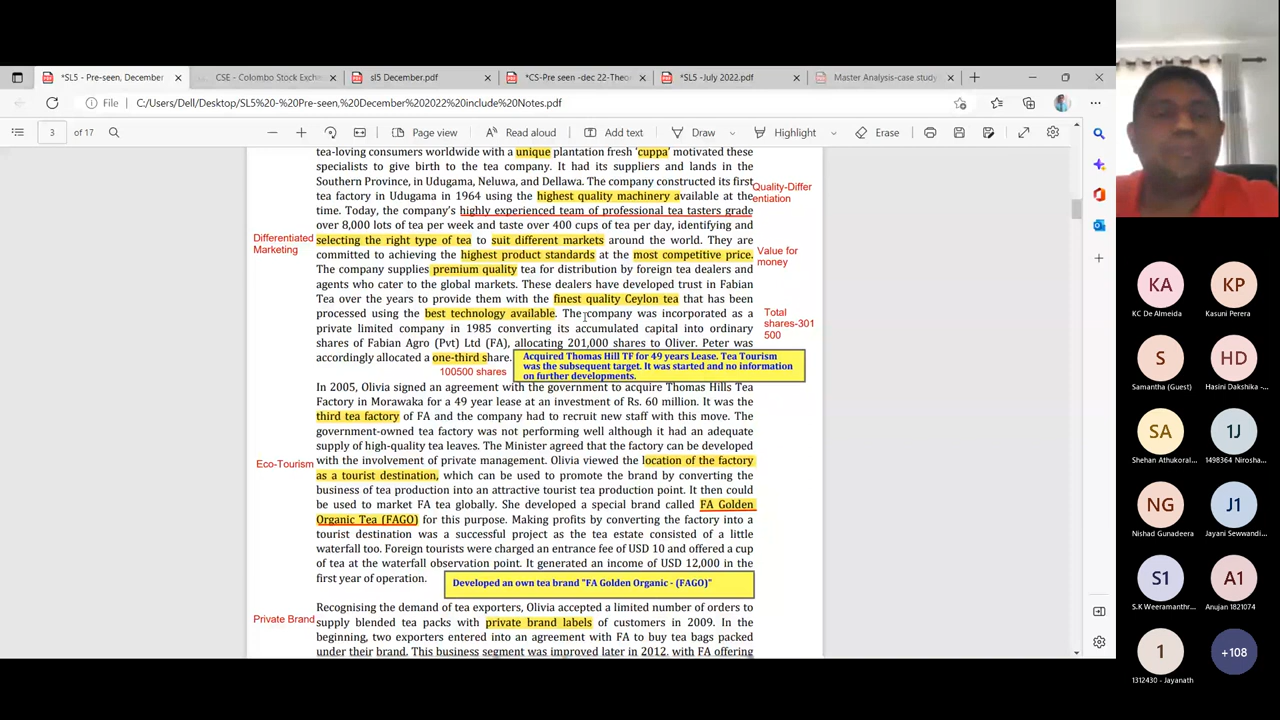 *SL5 - Pre-seen, December
CSE - Colombo Stock Exch
sl5 December.pdf
*CS-Pre seen -dec 22-Theo
*SL5 -July 2022.pdf
Master Analysis-case study
File
C:/Users/Dell/Desktop/SL5%20-%20Pre-seen,%20December%202022%20include%20Notes.pdf
3
of 17
Page view
Read aloud
Add text
Draw
Highlight
Erase
tea-loving consumers worldwide with a unique plantation fresh 'cuppa' motivated these
specialists to give birth to the tea company. It had its suppliers and lands in the
Southern Province, in Udugama, Neluwa, and Dellawa. The company constructed its first
tea factory in Udugama in 1964 using the highest quality machinery available at the
time. Today, the company's highly experienced team of professional tea tasters grade
over 8,000 lots of tea per week and taste over 400 cups of tea per day, identifying and
selecting the right type of tea to suit different markets around the world. They are
committed to achieving the highest product standards at the most competitive price.
The company supplies premium quality tea for distribution by foreign tea dealers and
agents who cater to the global markets. These dealers have developed trust in Fabian
Tea over the years to provide them with the finest quality Ceylon tea that has been
processed using the best technology available. The company was incorporated as a
private limited company in 1985 converting its accumulated capital into ordinary
shares of Fabian Agro (Pvt) Ltd (FA), allocating 201,000 shares to Oliver. Peter was
accordingly allocated a one-third share.
Quality-Differ
entiation
Differentiated
Marketing
Value for
money
Total
shares-301
500
100500 shares
Acquired Thomas Hill TF for 49 years Lease. Tea Tourism
was the subsequent target. It was started and no information
on further developments.
In 2005, Olivia signed an agreement with the government to acquire Thomas Hills Tea
Factory in Morawaka for a 49 year lease at an investment of Rs. 60 million. It was the
third tea factory of FA and the company had to recruit new staff with this move. The
government-owned tea factory was not performing well although it had an adequate
supply of high-quality tea leaves. The Minister agreed that the factory can be developed
with the involvement of private management. Olivia viewed the location of the factory
as a tourist destination, which can be used to promote the brand by converting the
business of tea production into an attractive tourist tea production point. It then could
be used to market FA tea globally. She developed a special brand called FA Golden
Organic Tea (FAGO) for this purpose. Making profits by converting the factory into a
tourist destination was a successful project as the tea estate consisted of a little
waterfall too. Foreign tourists were charged an entrance fee of USD 10 and offered a cup
of tea at the waterfall observation point. It generated an income of USD 12,000 in the
first year of operation.
Eco-Tourism
Developed an own tea brand "FA Golden Organic - (FAGO)"
Recognising the demand of tea exporters, Olivia accepted a limited number of orders to
supply blended tea packs with private brand labels of customers in 2009. In the
beginning, two exporters entered into an agreement with FA to buy tea bags packed
under their brand. This business segment was improved later in 2012, with FA offering
Private Brand
KA
KC De Almeida
KP
Kasuni Perera
S
Samantha (Guest)
HD
Hasini Dakshika -...
SA
Shehan Athukoral...
1J
1498364 Nirosha...
NG
Nishad Gunadeera
J1
Jayani Sewwandi...
S1
S.K Weeramanthr...
A1
Anujan 1821074
1
1312430 - Jayanath
+108